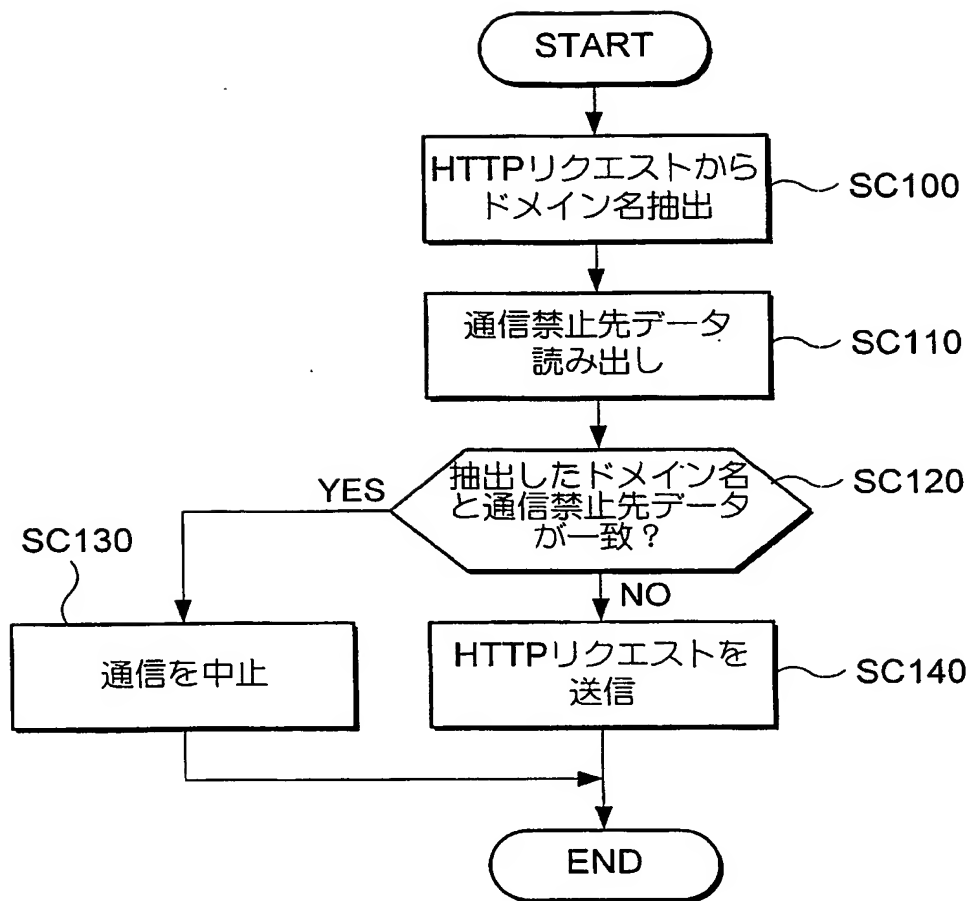 START
HTTPリクエストから
ドメイン名抽出
SC100
通信禁止先データ
読み出し
SC110
抽出したドメイン名
と通信禁止先データ
が一致？
SC120
YES
SC130
NO
通信を中止
HTTPリクエストを
送信
SC140
END